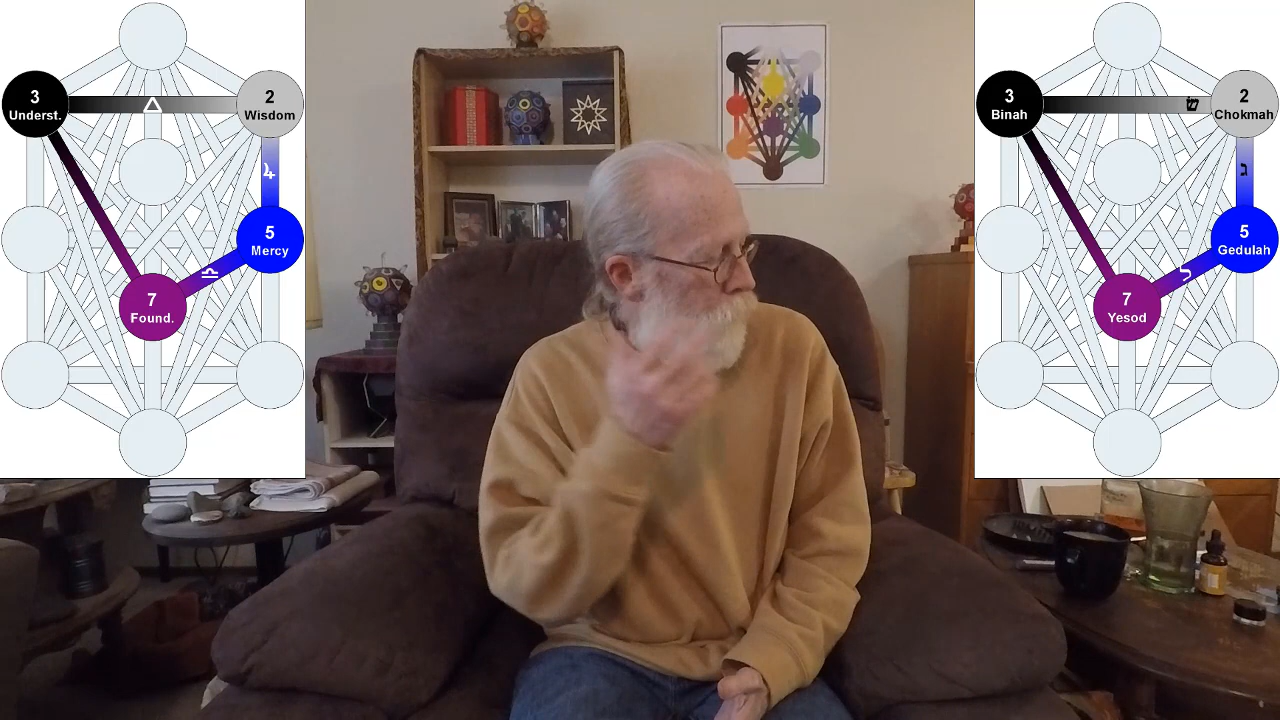 3
Underst.
2
Wisdom
♃
5
Mercy
♎
7
Found.
3
Binah
ש
2
Chokmah
ג
5
Gedulah
ל
7
Yesod